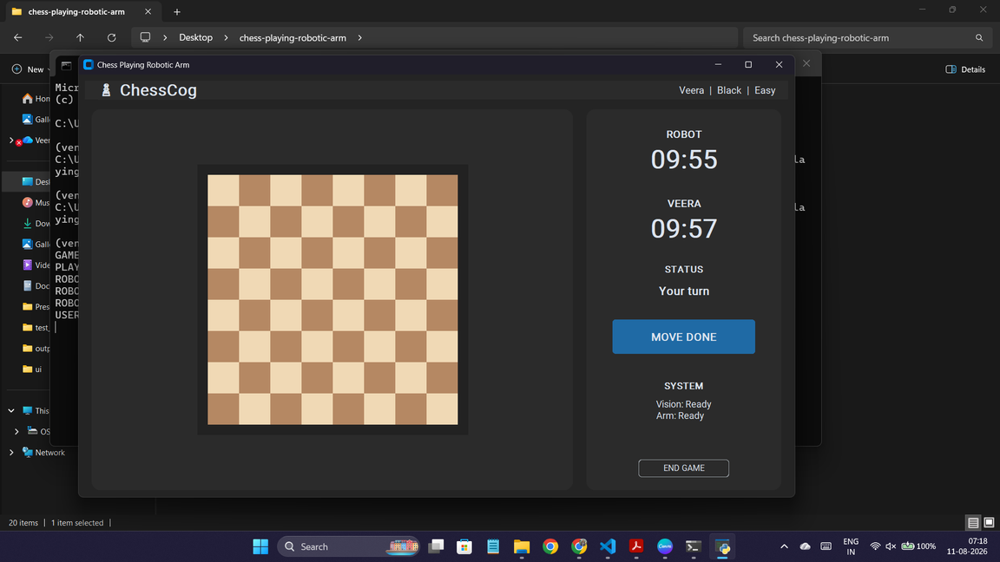 chess-playing-robotic-arm
Desktop > chess-playing-robotic-arm >
Search chess-playing-robotic-arm
New
Details
Chess Playing Robotic Arm
ChessCog
Veera | Black | Easy
ROBOT
09:55
VEERA
09:57
STATUS
Your turn
MOVE DONE
SYSTEM
Vision: Ready
Arm: Ready
END GAME
Micr
(c)
C:\U
(ven
C:\U
la
ying
(ven
C:\U
la
ying
(ven
GAME
PLAY
ROBO
ROBO
ROBO
USER
Hon
Galle
Veer
Desk
Mus
Dow
Galle
Vide
Doc
Pres
test_
outp
ui
This
OS
Network
20 items | 1 item selected |
Search
ENG
IN
100%
07:18
11-08-2026